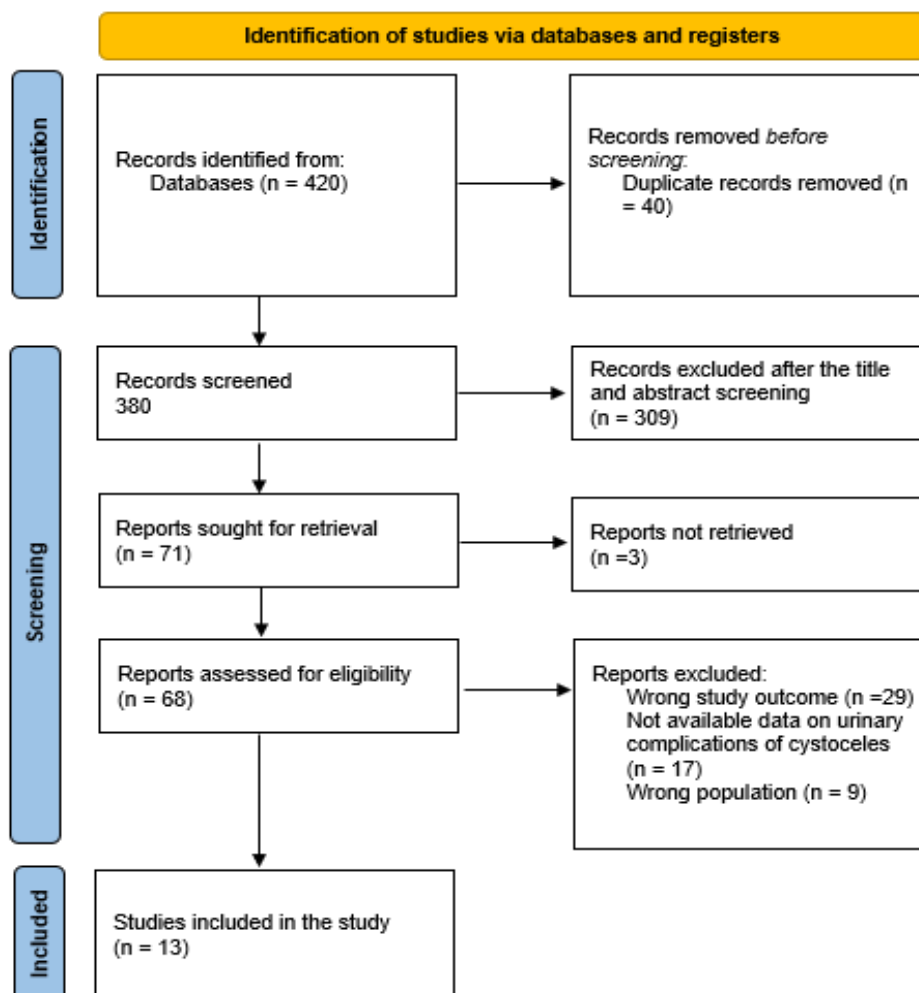 Identification of studies via databases and registers
Identification
Records identified from:
Databases (n = 420)
Records removed before
screening:
Duplicate records removed (n
= 40)
Screening
Records screened
380
Records excluded after the title
and abstract screening
(n = 309)
Reports sought for retrieval
(n = 71)
Reports not retrieved
(n =3)
Reports assessed for eligibility
(n = 68)
Reports excluded:
Wrong study outcome (n =29)
Not available data on urinary
complications of cystoceles
(n = 17)
Wrong population (n = 9)
Included
Studies included in the study
(n = 13)